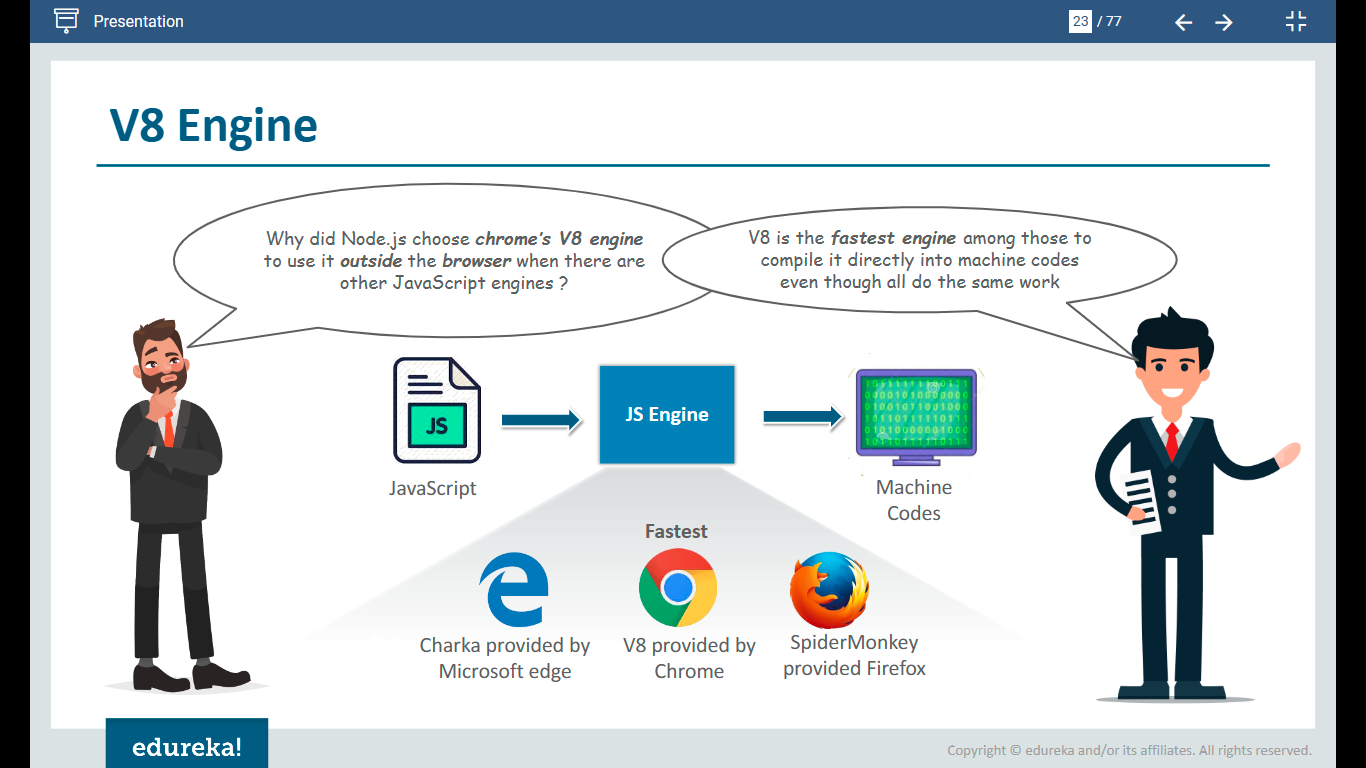 Presentation
23 / 77
V8 Engine
Why did Node.js choose chrome's V8 engine
to use it outside the browser when there are
other JavaScript engines ?
V8 is the fastest engine among those to
compile it directly into machine codes
even though all do the same work
JS
JS Engine
JavaScript
Machine
Codes
Fastest
Charka provided by
Microsoft edge
V8 provided by
Chrome
SpiderMonkey
provided Firefox
edureka!
Copyright © edureka and/or its affiliates. All rights reserved.